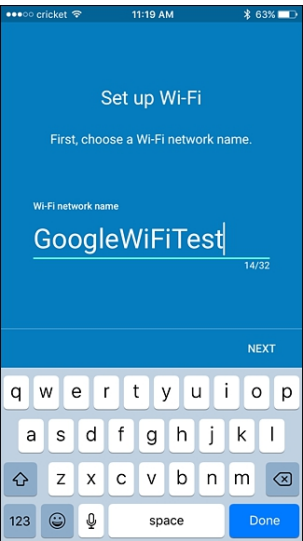 cricket 11:19 AM 63%
Set up Wi-Fi
First, choose a Wi-Fi network name.
Wi-Fi network name
GoogleWiFiTest
14/32
NEXT
q w e r t y u i o p
a s d f g h j k l
z x c v b n m
123 space Done